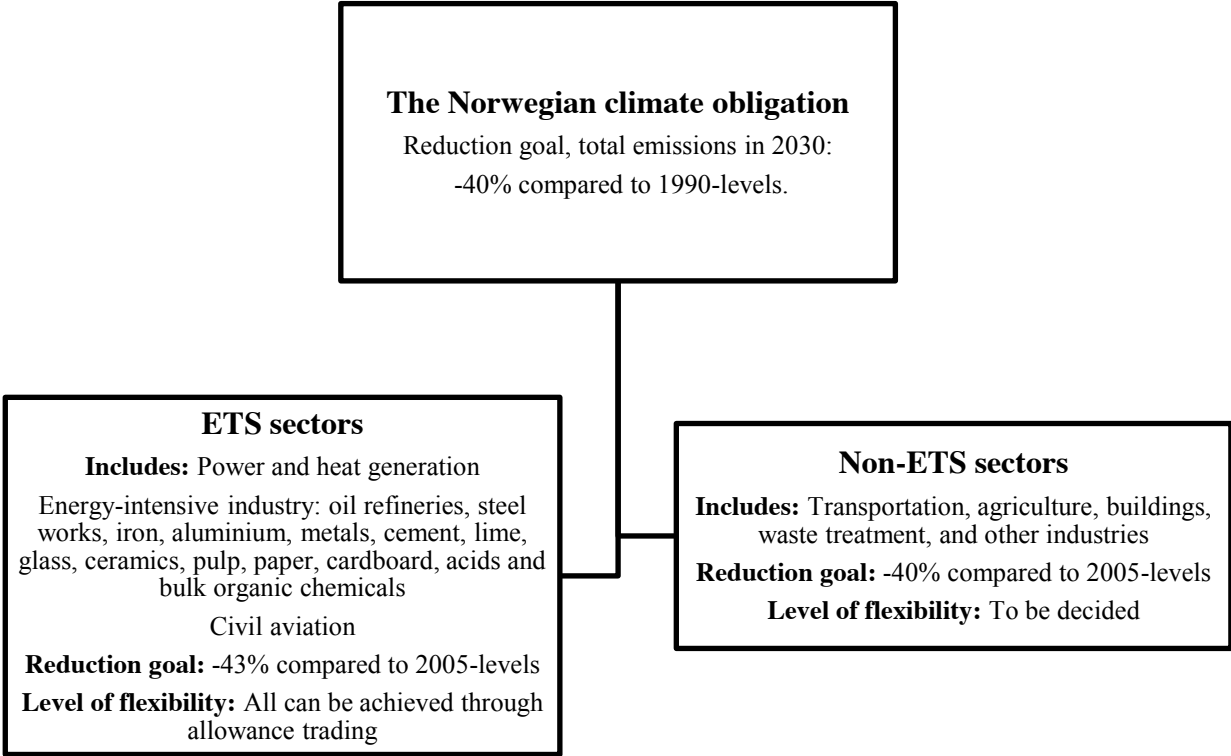 The Norwegian climate obligation
Reduction goal, total emissions in 2030:
-40% compared to 1990-levels.
ETS sectors
Includes: Power and heat generation
Energy-intensive industry: oil refineries, steel
works, iron, aluminium, metals, cement, lime,
glass, ceramics, pulp, paper, cardboard, acids and
bulk organic chemicals
Civil aviation
Reduction goal: -43% compared to 2005-levels
Level of flexibility: All can be achieved through
allowance trading
Non-ETS sectors
Includes: Transportation, agriculture, buildings,
waste treatment, and other industries
Reduction goal: -40% compared to 2005-levels
Level of flexibility: To be decided